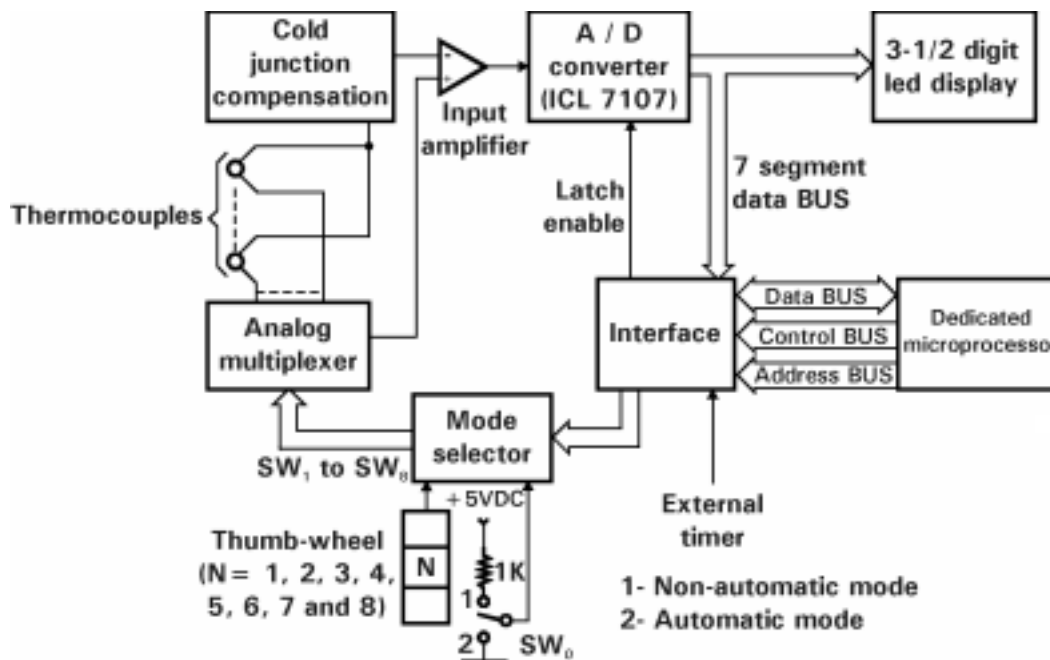 Cold
junction
compensation
-
+
Input
amplifier
A / D
converter
(ICL 7107)
3-1/2 digit
led display
7 segment
data BUS
Latch
enable
Thermocouples
Analog
multiplexer
Interface
Data BUS
Control BUS
Address BUS
Dedicated
microprocesso
Mode
selector
SW₁ to SW₈
+5VDC
External
timer
Thumb-wheel
(N= 1, 2, 3, 4,
5, 6, 7 and 8)
N
1K
1
2
SW₀
1- Non-automatic mode
2- Automatic mode